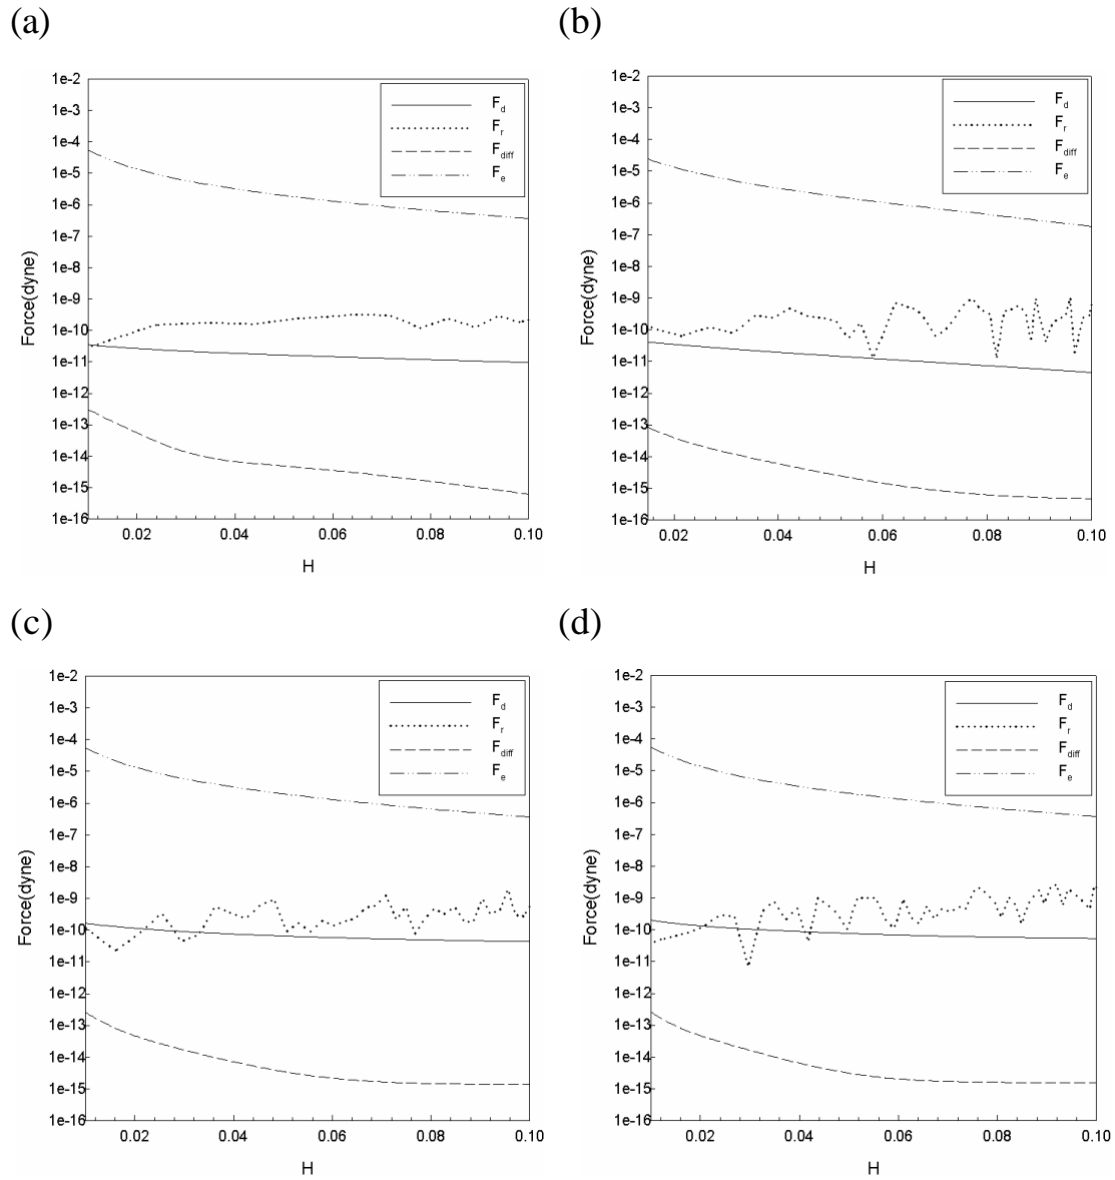 (a)
(b)
1e-2
1e-3
1e-4
1e-5
1e-6
1e-7
1e-8
1e-9
1e-10
1e-11
1e-12
1e-13
1e-14
1e-15
1e-16
Force(dyne)
F_d
F_r
F_diff
F_e
0.02
0.04
0.06
0.08
0.10
H
1e-2
1e-3
1e-4
1e-5
1e-6
1e-7
1e-8
1e-9
1e-10
1e-11
1e-12
1e-13
1e-14
1e-15
1e-16
Force(dyne)
F_d
F_r
F_diff
F_e
0.02
0.04
0.06
0.08
0.10
H
(c)
(d)
1e-2
1e-3
1e-4
1e-5
1e-6
1e-7
1e-8
1e-9
1e-10
1e-11
1e-12
1e-13
1e-14
1e-15
1e-16
Force(dyne)
F_d
F_r
F_diff
F_e
0.02
0.04
0.06
0.08
0.10
H
1e-2
1e-3
1e-4
1e-5
1e-6
1e-7
1e-8
1e-9
1e-10
1e-11
1e-12
1e-13
1e-14
1e-15
1e-16
Force(dyne)
F_d
F_r
F_diff
F_e
0.02
0.04
0.06
0.08
0.10
H